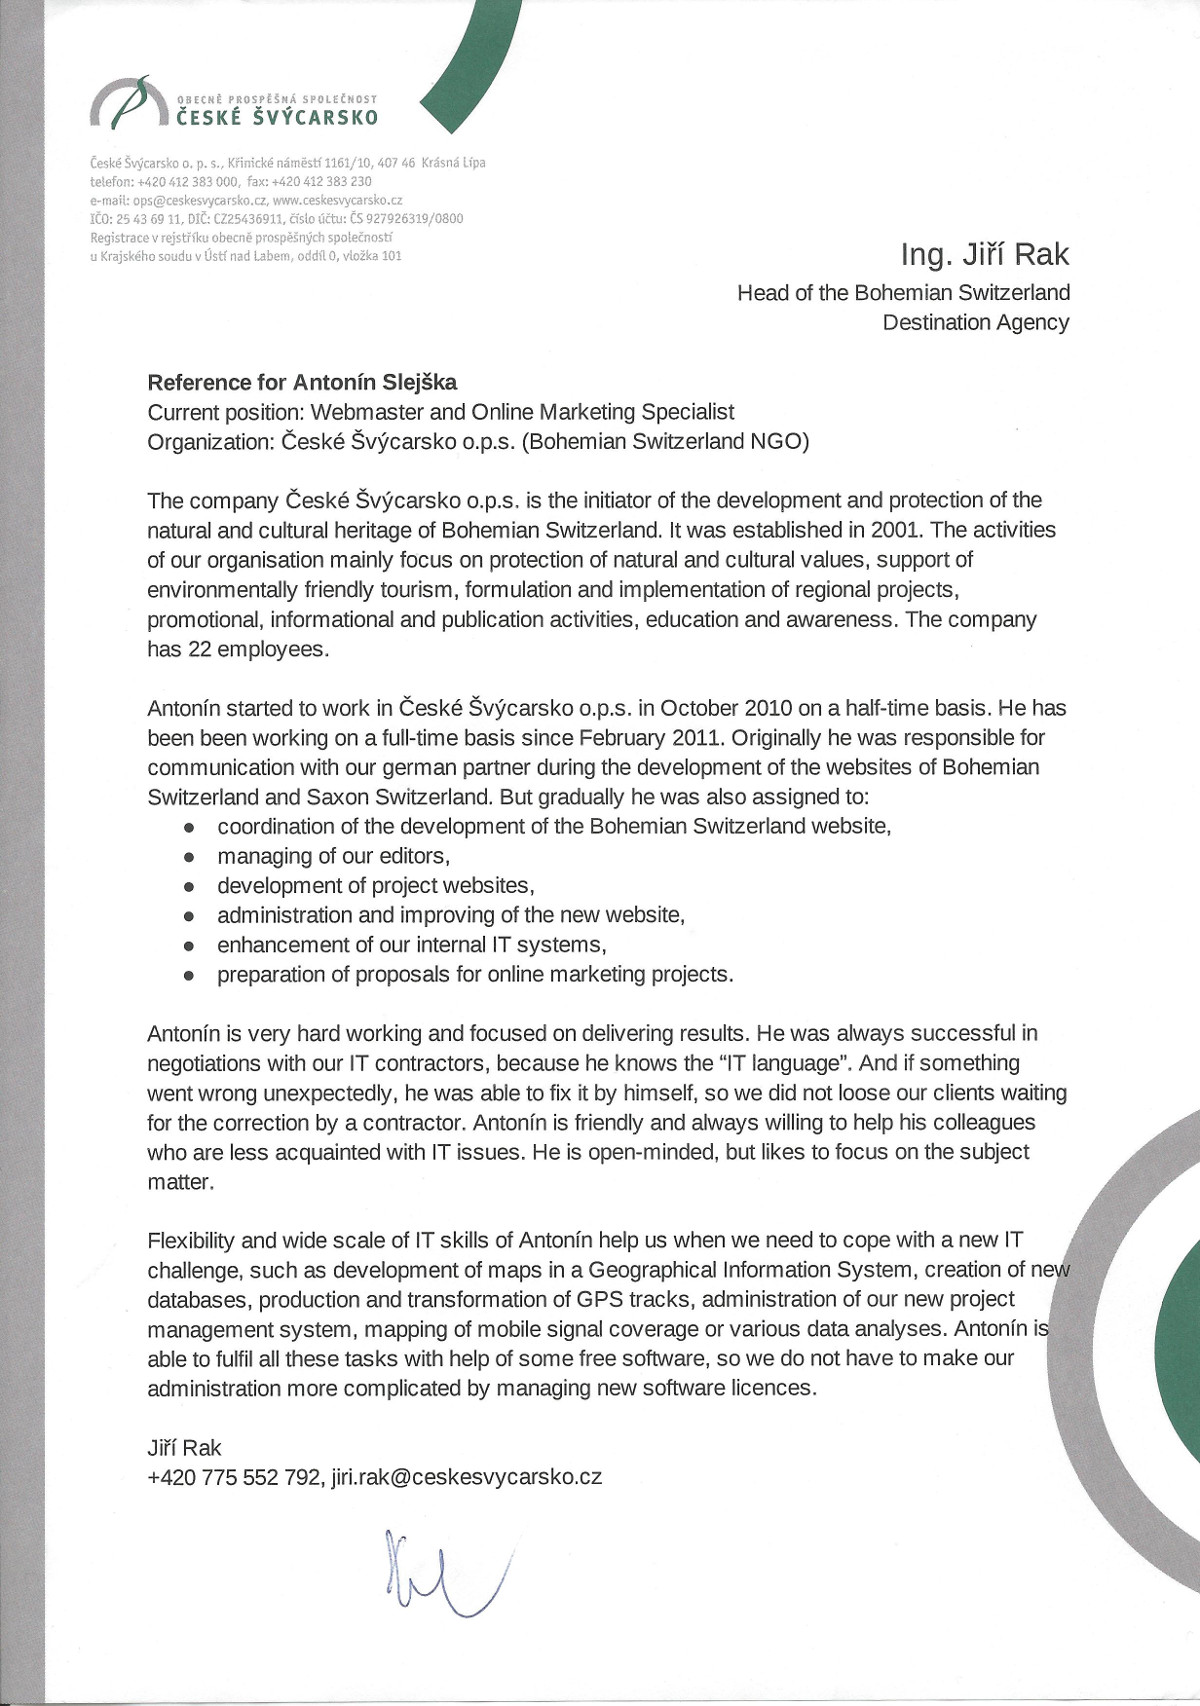 OBECNĚ PROSPĚŠNÁ SPOLEČNOST
ČESKÉ ŠVÝCARSKO
České Švýcarsko o. p. s., Křinické náměstí 1161/10, 407 46 Krásná Lípa
telefon: +420 412 383 000, fax: +420 412 383 230
e-mail: ops@ceskesvycarsko.cz, www.ceskesvycarsko.cz
IČO: 25 43 69 11, DIČ: CZ25436911, číslo účtu: ČS 927926319/0800
Registrace v rejstříku obecně prospěšných společností
u Krajského soudu v Ústí nad Labem, oddíl O, vložka 101
Ing. Jiří Rak
Head of the Bohemian Switzerland
Destination Agency
Reference for Antonín Slejška
Current position: Webmaster and Online Marketing Specialist
Organization: České Švýcarsko o.p.s. (Bohemian Switzerland NGO)
The company České Švýcarsko o.p.s. is the initiator of the development and protection of the
natural and cultural heritage of Bohemian Switzerland. It was established in 2001. The activities
of our organisation mainly focus on protection of natural and cultural values, support of
environmentally friendly tourism, formulation and implementation of regional projects,
promotional, informational and publication activities, education and awareness. The company
has 22 employees.
Antonín started to work in České Švýcarsko o.p.s. in October 2010 on a half-time basis. He has
been been working on a full-time basis since February 2011. Originally he was responsible for
communication with our german partner during the development of the websites of Bohemian
Switzerland and Saxon Switzerland. But gradually he was also assigned to:
● coordination of the development of the Bohemian Switzerland website,
● managing of our editors,
● development of project websites,
● administration and improving of the new website,
● enhancement of our internal IT systems,
● preparation of proposals for online marketing projects.
Antonín is very hard working and focused on delivering results. He was always successful in
negotiations with our IT contractors, because he knows the “IT language”. And if something
went wrong unexpectedly, he was able to fix it by himself, so we did not loose our clients waiting
for the correction by a contractor. Antonín is friendly and always willing to help his colleagues
who are less acquainted with IT issues. He is open-minded, but likes to focus on the subject
matter.
Flexibility and wide scale of IT skills of Antonín help us when we need to cope with a new IT
challenge, such as development of maps in a Geographical Information System, creation of new
databases, production and transformation of GPS tracks, administration of our new project
management system, mapping of mobile signal coverage or various data analyses. Antonín is
able to fulfil all these tasks with help of some free software, so we do not have to make our
administration more complicated by managing new software licences.
Jiří Rak
+420 775 552 792, jiri.rak@ceskesvycarsko.cz